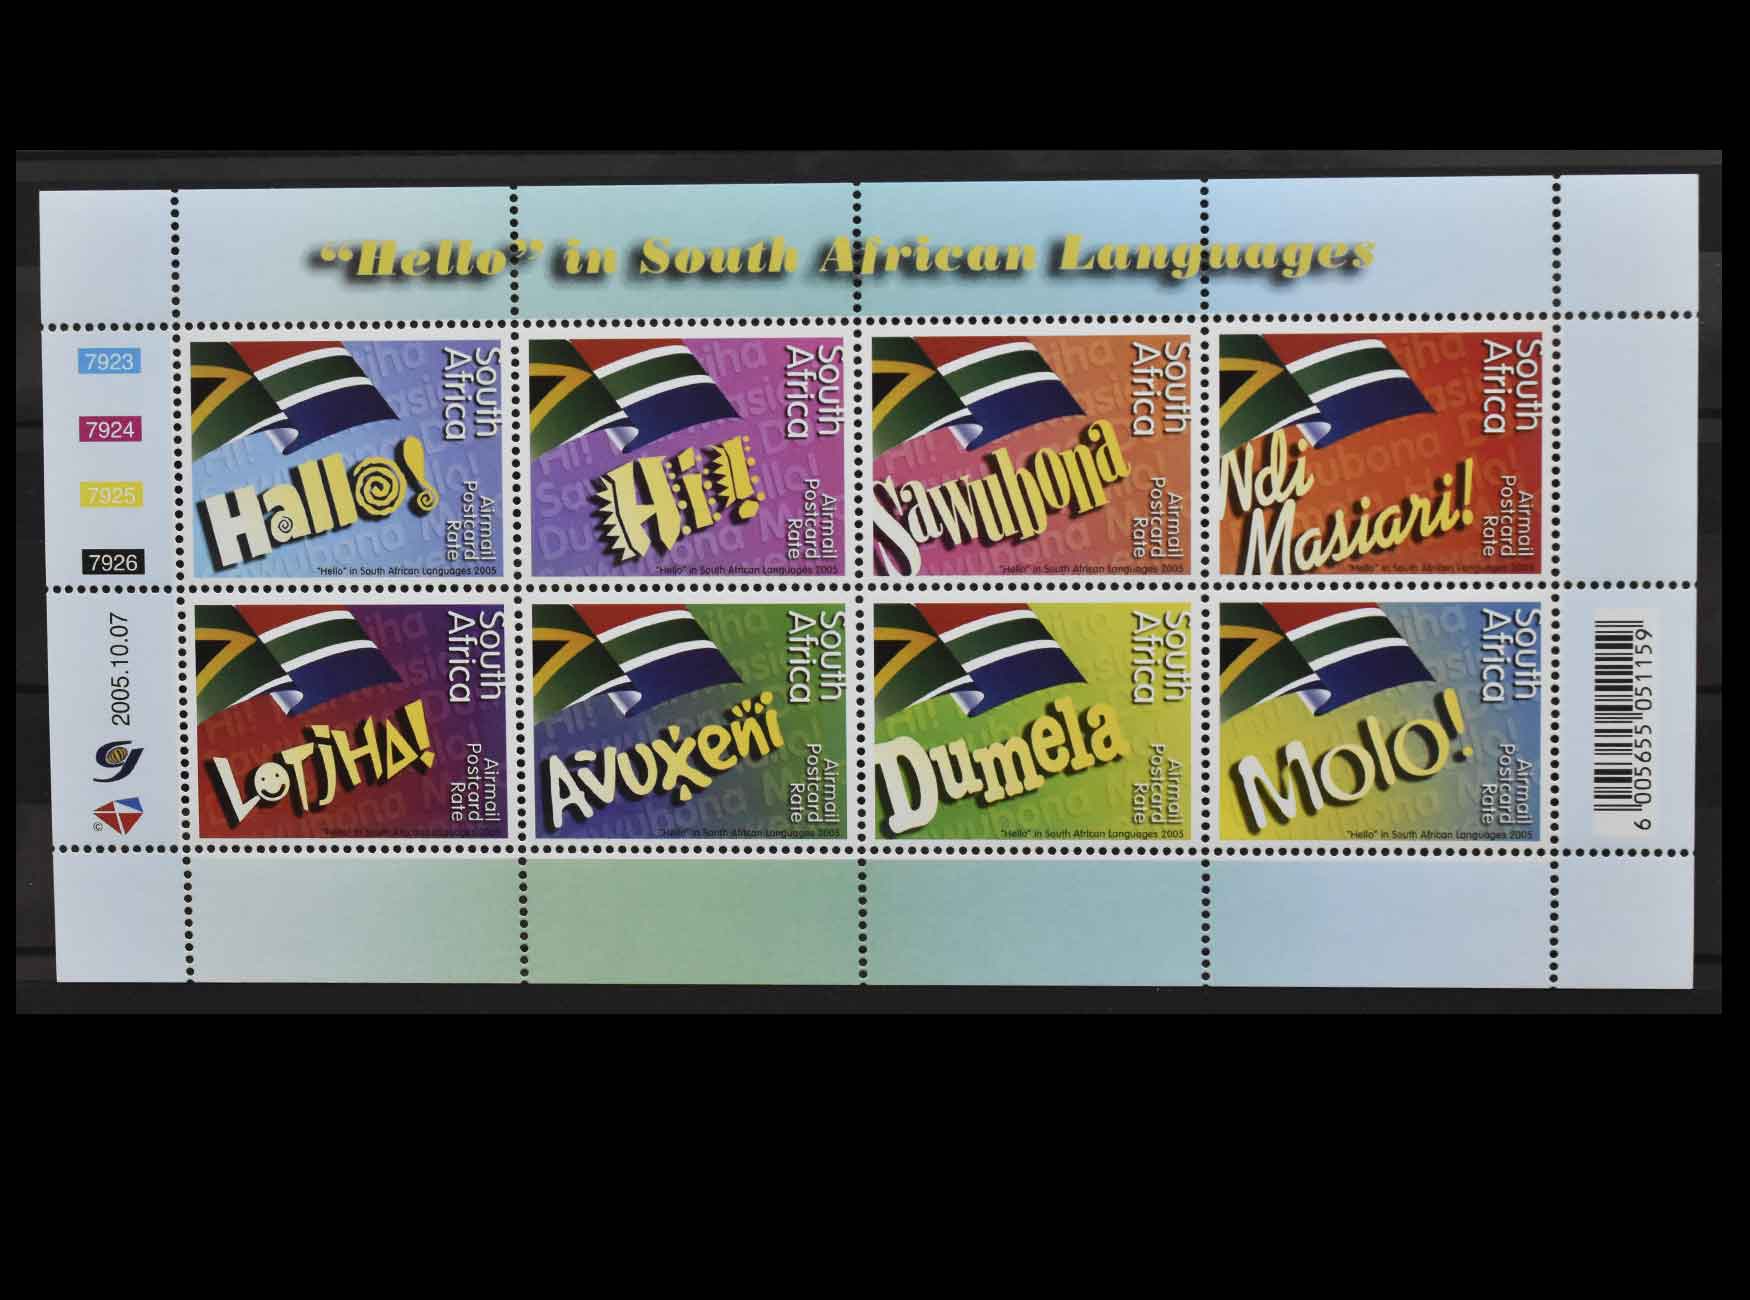 “Hello” in South African Languages
7923
7924
7925
7926
South
Africa
Hallo!
Airmail
Postcard
Rate
"Hello" in South African Languages 2005
South
Africa
Hi!
Airmail
Postcard
Rate
"Hello" in South African Languages 2005
South
Africa
Sawubona
Airmail
Postcard
Rate
"Hello" in South African Languages 2005
South
Africa
Ndi
Masiari!
Airmail
Postcard
Rate
"Hello" in South African Languages 2005
2005.10.07
©
South
Africa
Lotjha!
Airmail
Postcard
Rate
"Hello" in South African Languages 2005
South
Africa
Avuxeni
Airmail
Postcard
Rate
"Hello" in South African Languages 2005
South
Africa
Dumela
Airmail
Postcard
Rate
"Hello" in South African Languages 2005
South
Africa
Molo!
Airmail
Postcard
Rate
"Hello" in South African Languages 2005
6 005655 051159